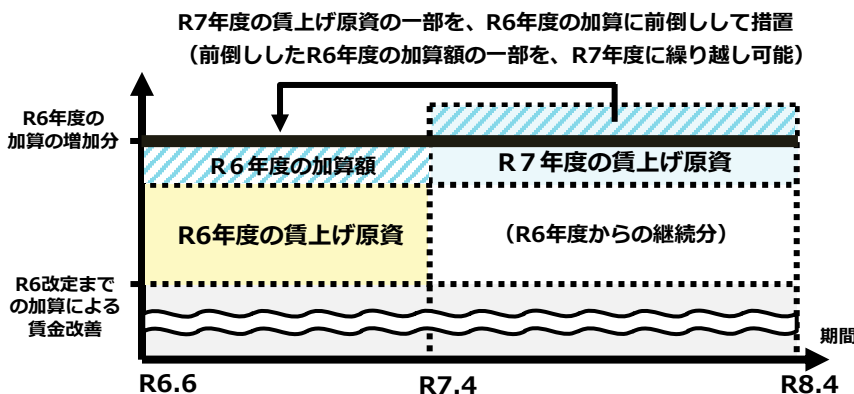 R7年度の賃上げ原資の一部を、R6年度の加算に前倒しして措置
（前倒ししたR6年度の加算額の一部を、R7年度に繰り越し可能）
R6年度の
加算の増加分
R６年度の加算額
R７年度の賃上げ原資
R6年度の賃上げ原資
（R6年度からの継続分）
R6改定まで
の加算による
賃金改善
期間
R6.6
R7.4
R8.4